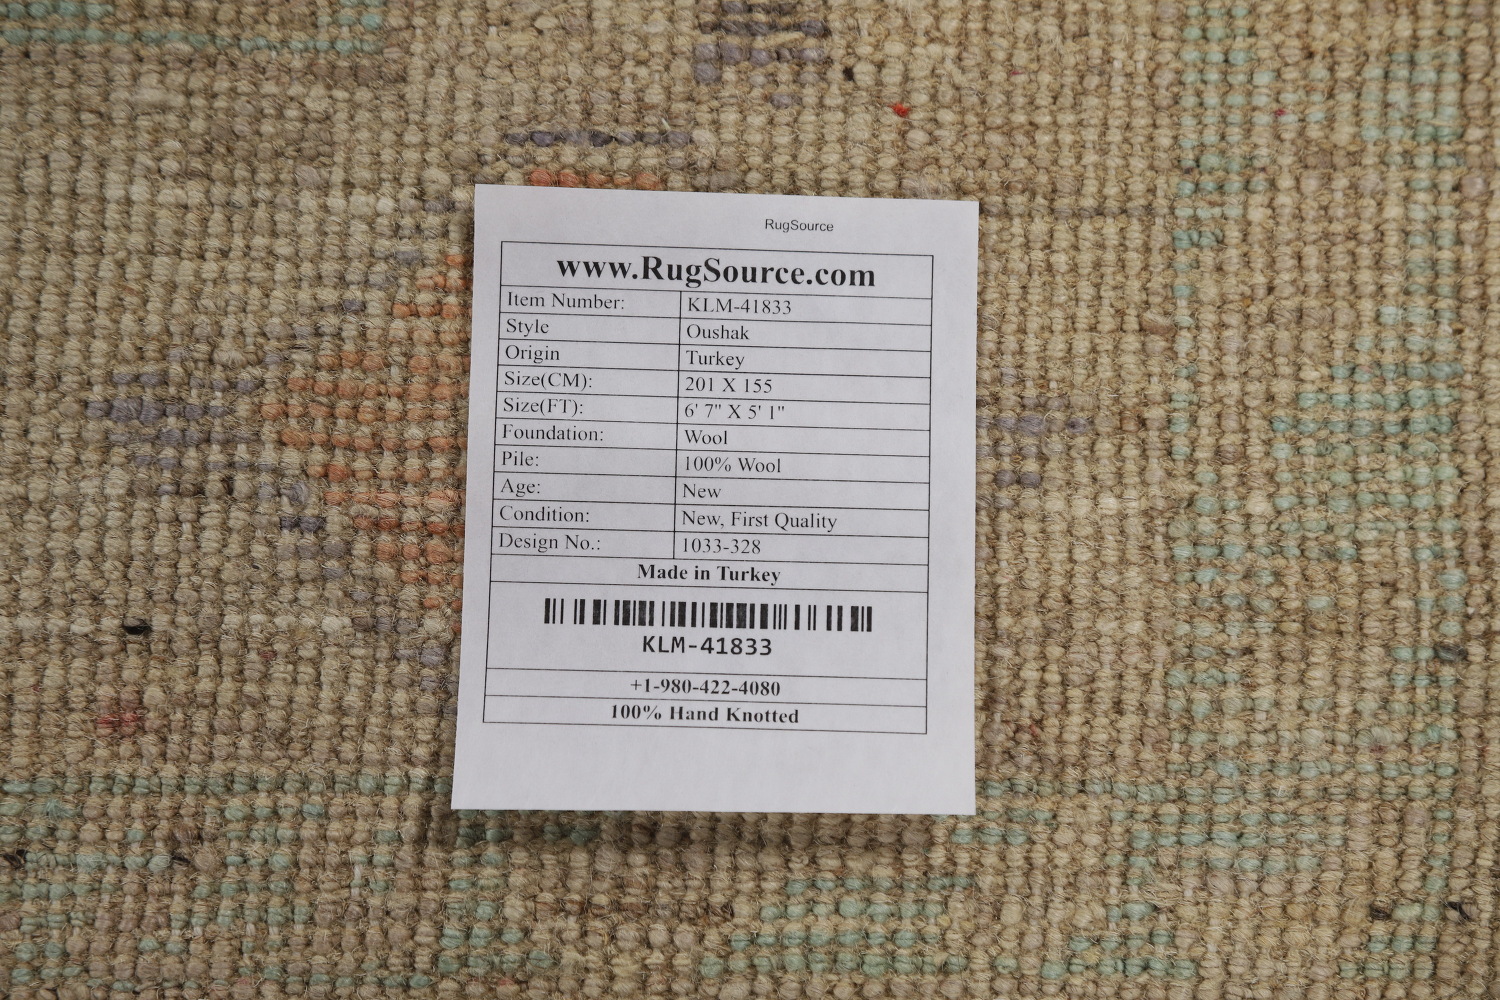 RugSource
www.RugSource.com
Item Number: KLM-41833
Style Oushak
Origin Turkey
Size(CM): 201 X 155
Size(FT): 6' 7" X 5' 1"
Foundation: Wool
Pile: 100% Wool
Age: New
Condition: New, First Quality
Design No.: 1033-328
Made in Turkey
KLM-41833
+1-980-422-4080
100% Hand Knotted